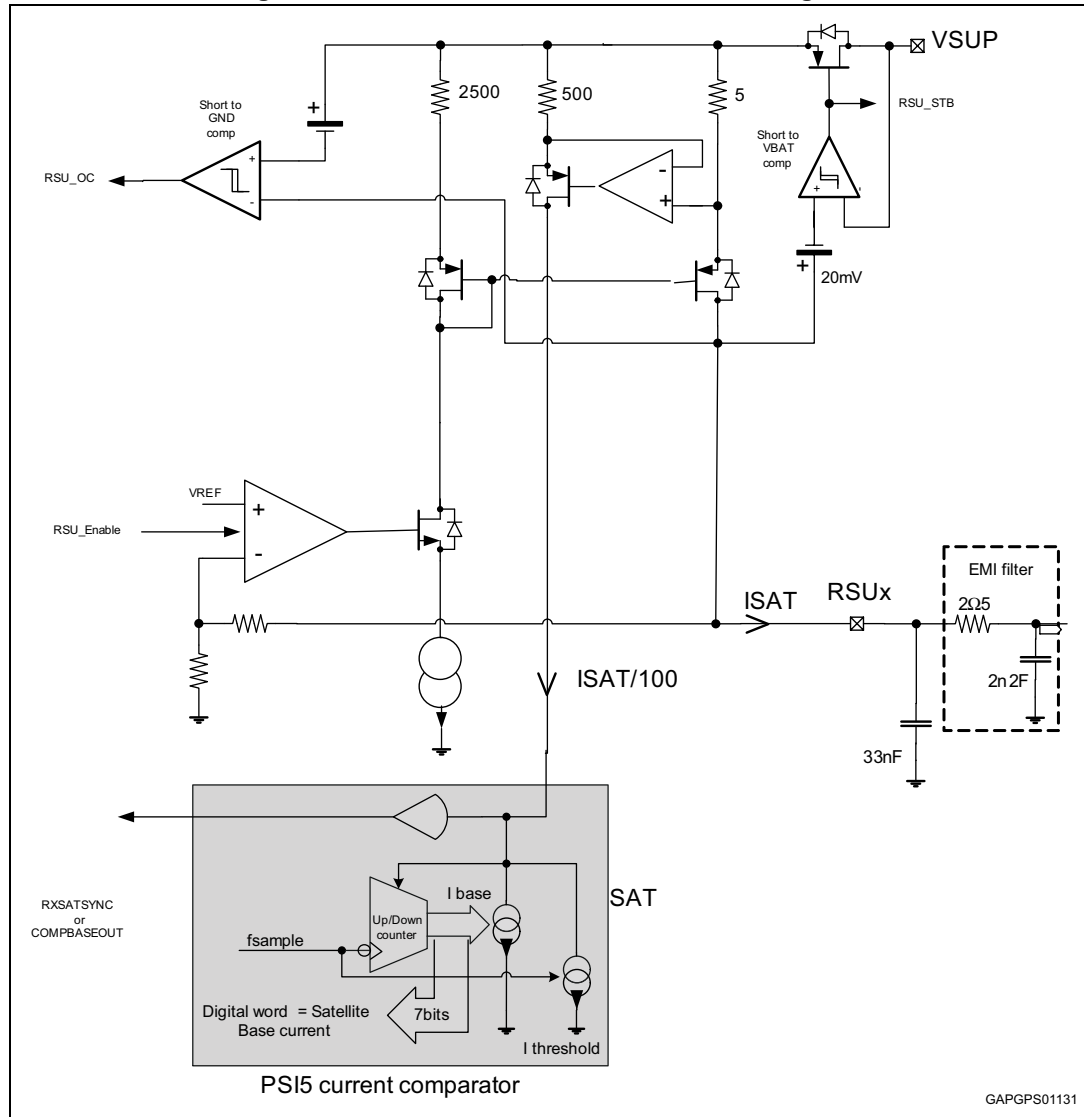 VSUP
2500
500
5
Short to
GND
comp
+
RSU_STB
Short to
VBAT
comp
RSU_OC
+
-
-
+
+
-
+
20mV
VREF
RSU_Enable
+
-
EMI filter
ISAT
RSUx
2Ω5
2n2F
ISAT/100
33nF
RXSATSYNC
or
COMPBASEOUT
I base
SAT
Up/Down
counter
fsample
Digital word = Satellite
Base current
7bits
I threshold
PSI5 current comparator
GAPGPS01131